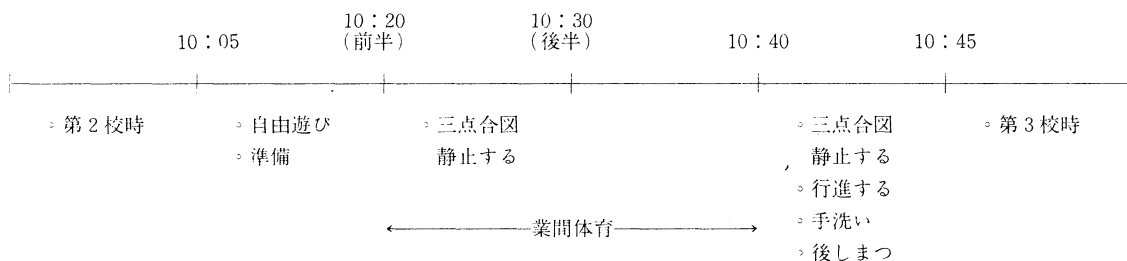 10：20
10：30
10：05
(前半)
(後半)
10：40
10：45
◦第2校時
◦自由遊び
◦三点合図
◦三点合図
◦第3校時
◦準備
静止する
静止する
◦行進する
業間体育
◦手洗い
◦後しまつ